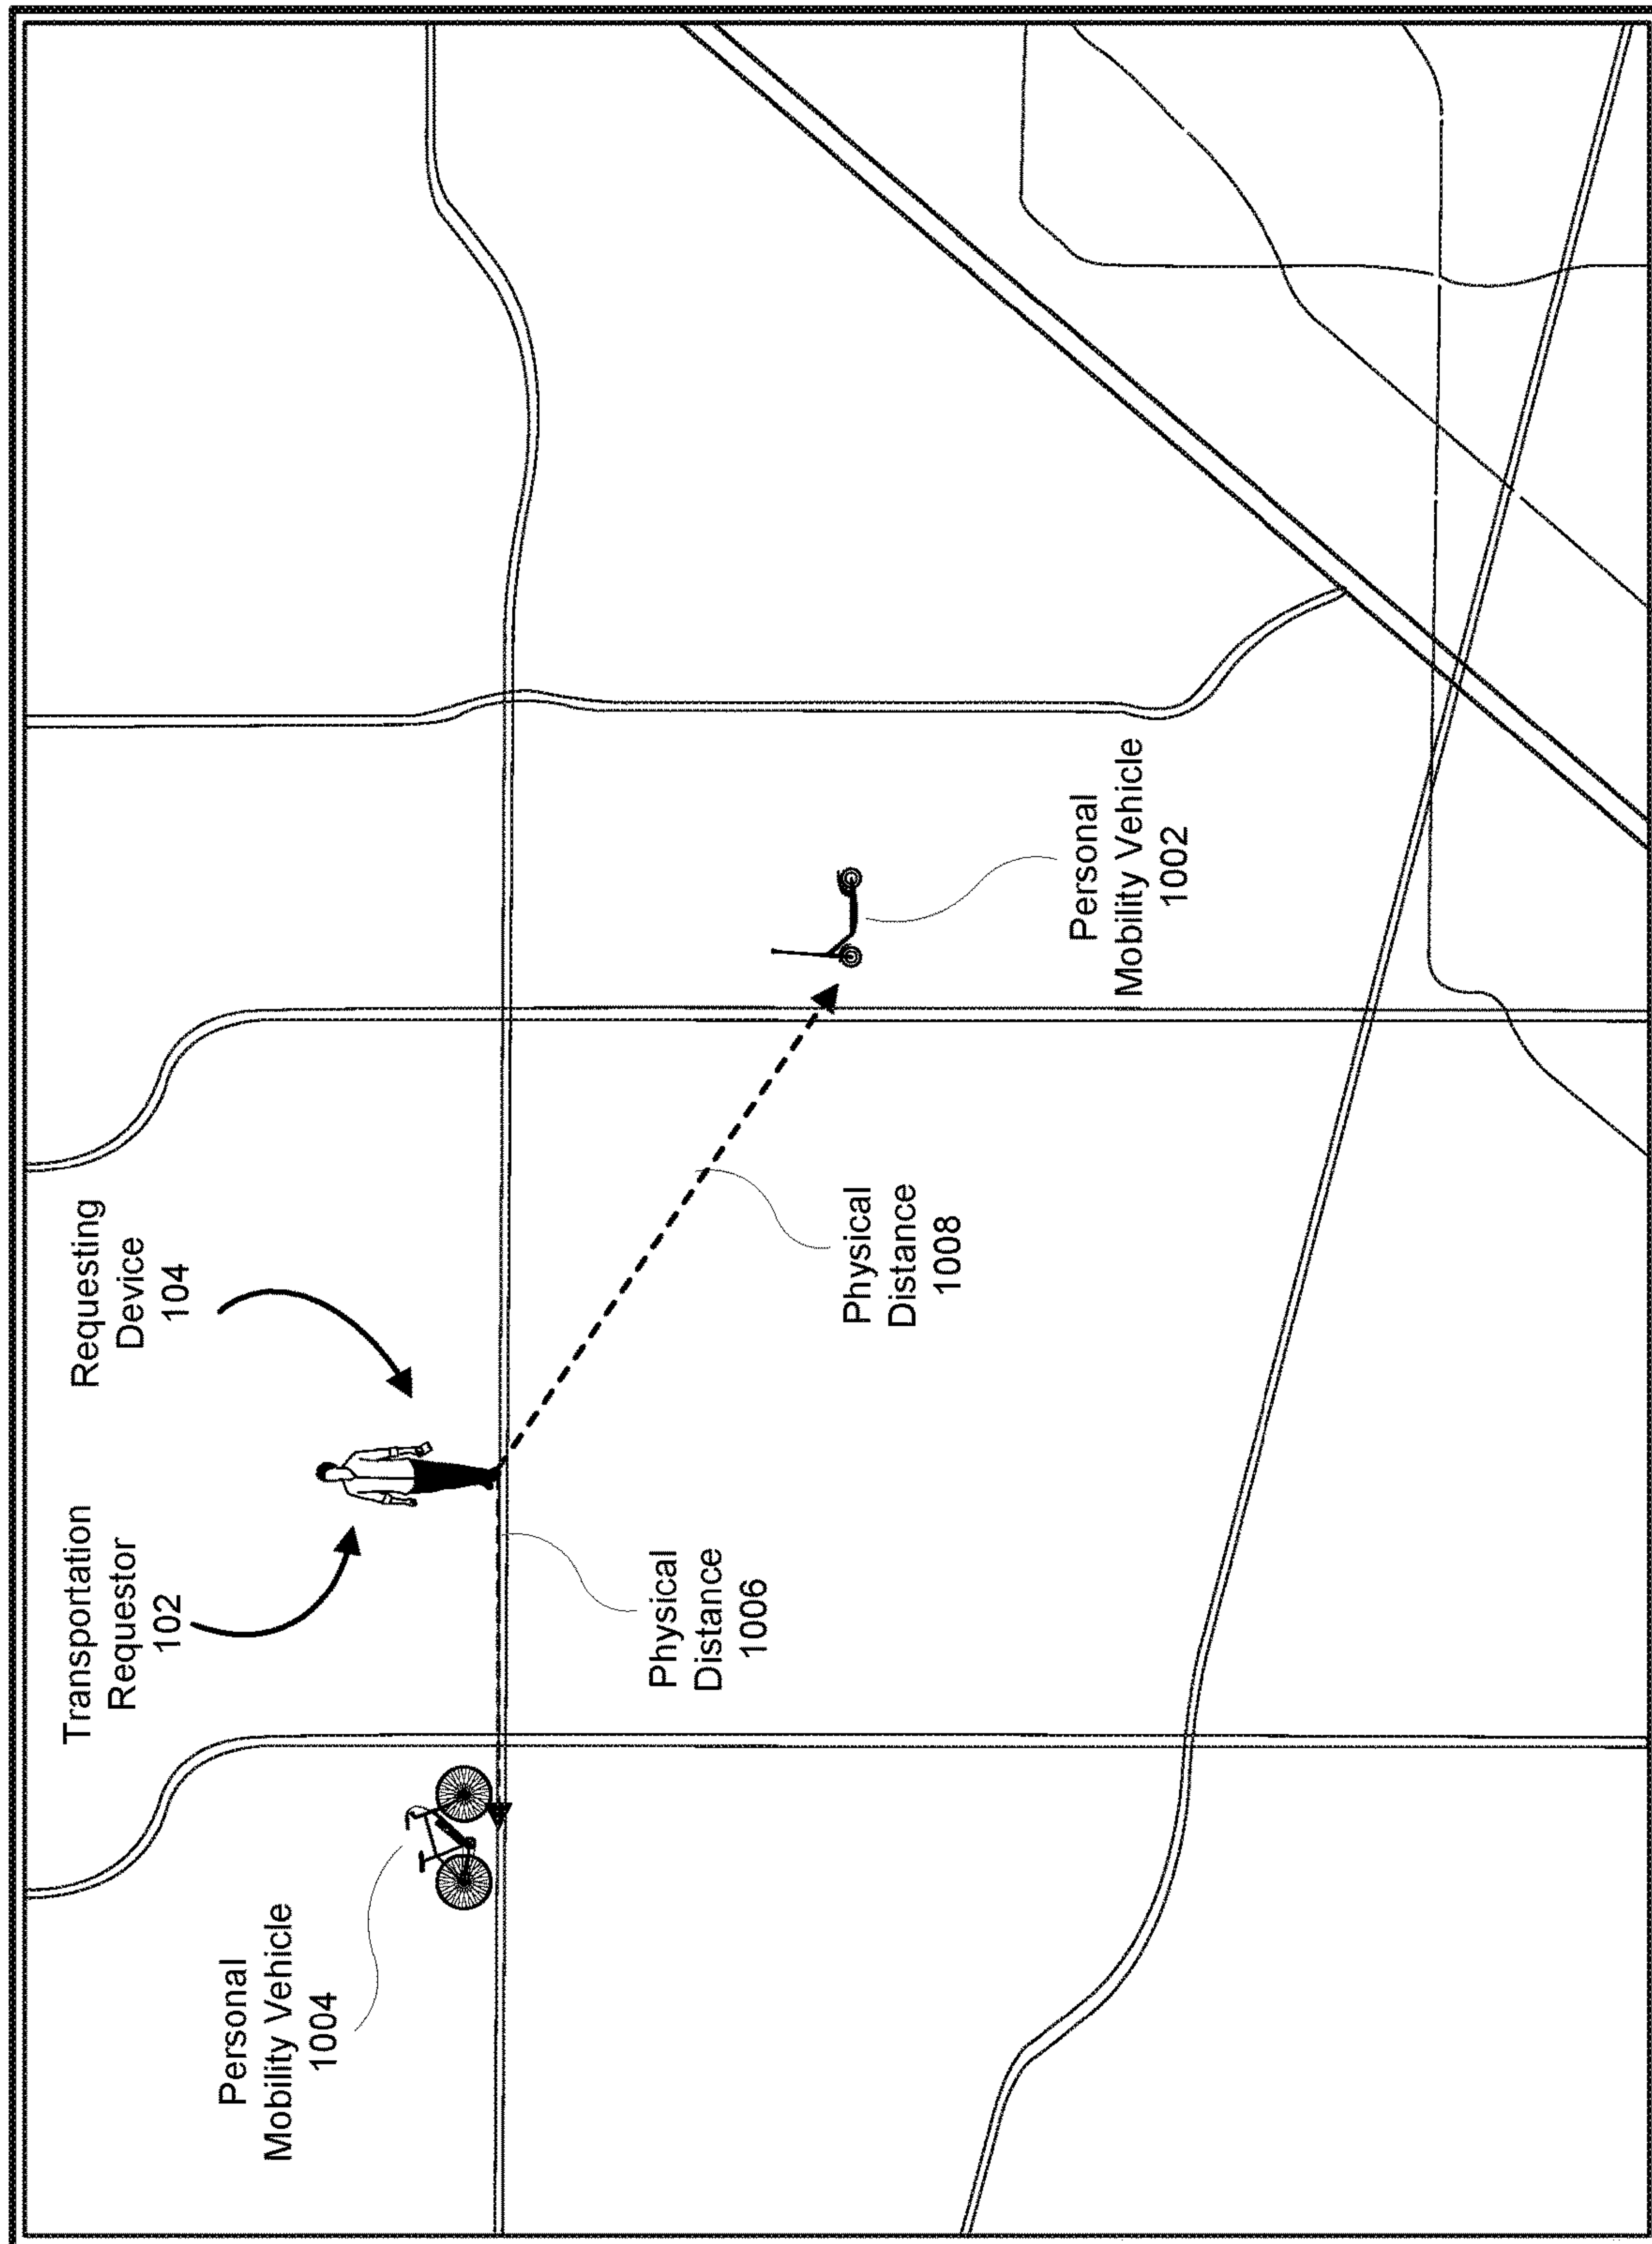 Transportation
Requestor
102
Requesting
Device
104
Personal
Mobility Vehicle
1004
Physical
Distance
1006
Physical
Distance
1008
Personal
Mobility Vehicle
1002